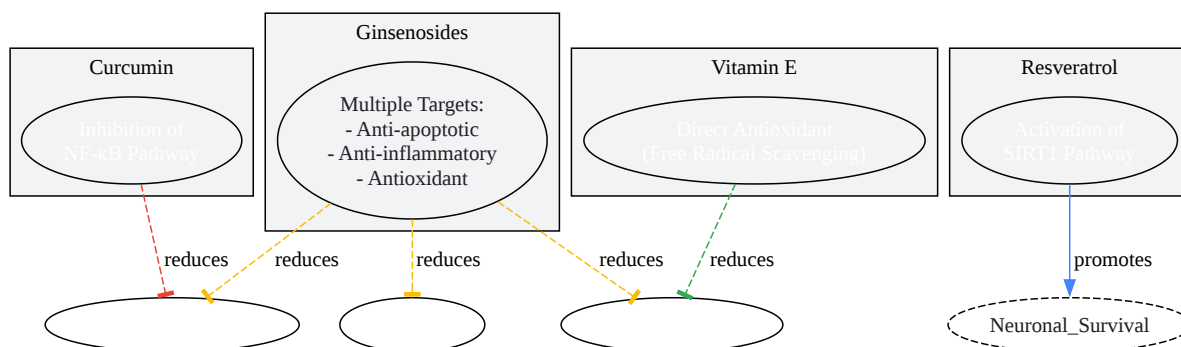 Ginsenosides
Curcumin
Vitamin E
Resveratrol
Inhibition of
NF-κB Pathway
Multiple Targets:
- Anti-apoptotic
- Anti-inflammatory
- Antioxidant
Direct Antioxidant
(Free Radical Scavenging)
Activation of
SIRT1 Pathway
reduces
reduces
reduces
reduces
reduces
promotes
Neuronal_Survival